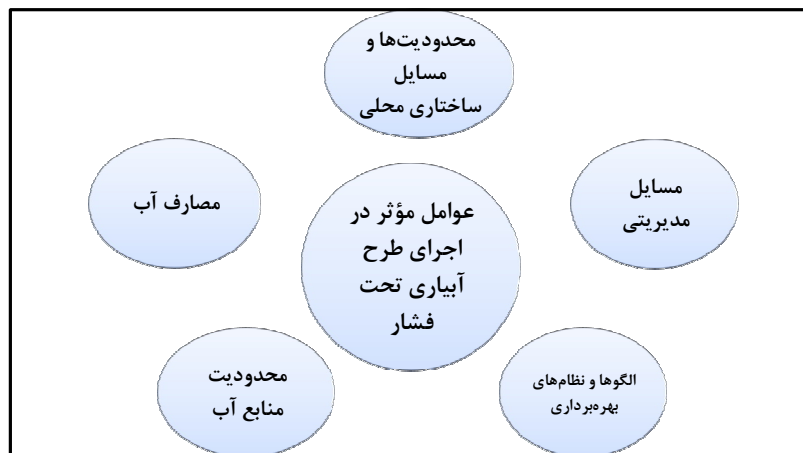 محدودیت‌ها و
مسایل
ساختاری محلی
مسایل
مدیریتی
مصارف آب
عوامل مؤثر در
اجرای طرح
آبیاری تحت
فشار
الگوها و نظام‌های
بهره‌برداری
محدودیت
منابع آب